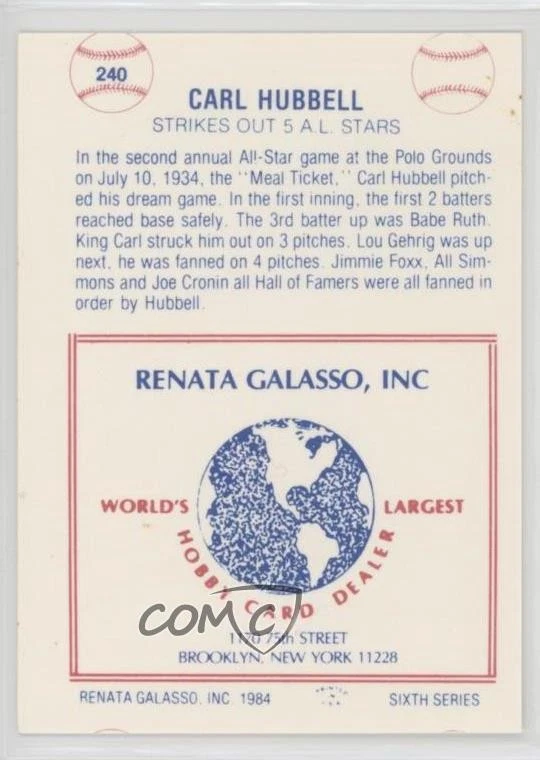 240
CARL HUBBELL
STRIKES OUT 5 A.L. STARS
In the second annual All-Star game at the Polo Grounds
on July 10, 1934, the "Meal Ticket," Carl Hubbell pitch-
ed his dream game. In the first inning, the first 2 batters
reached base safely. The 3rd batter up was Babe Ruth.
King Carl struck him out on 3 pitches. Lou Gehrig was up
next, he was fanned on 4 pitches. Jimmie Foxx, All Sim-
mons and Joe Cronin all Hall of Famers were all fanned in
order by Hubbell.
RENATA GALASSO, INC
WORLD'S LARGEST
HOBBY CARD DEALER
COMC
1170 75th STREET
BROOKLYN, NEW YORK 11228
RENATA GALASSO, INC. 1984 PRINTED IN U.S.A. SIXTH SERIES